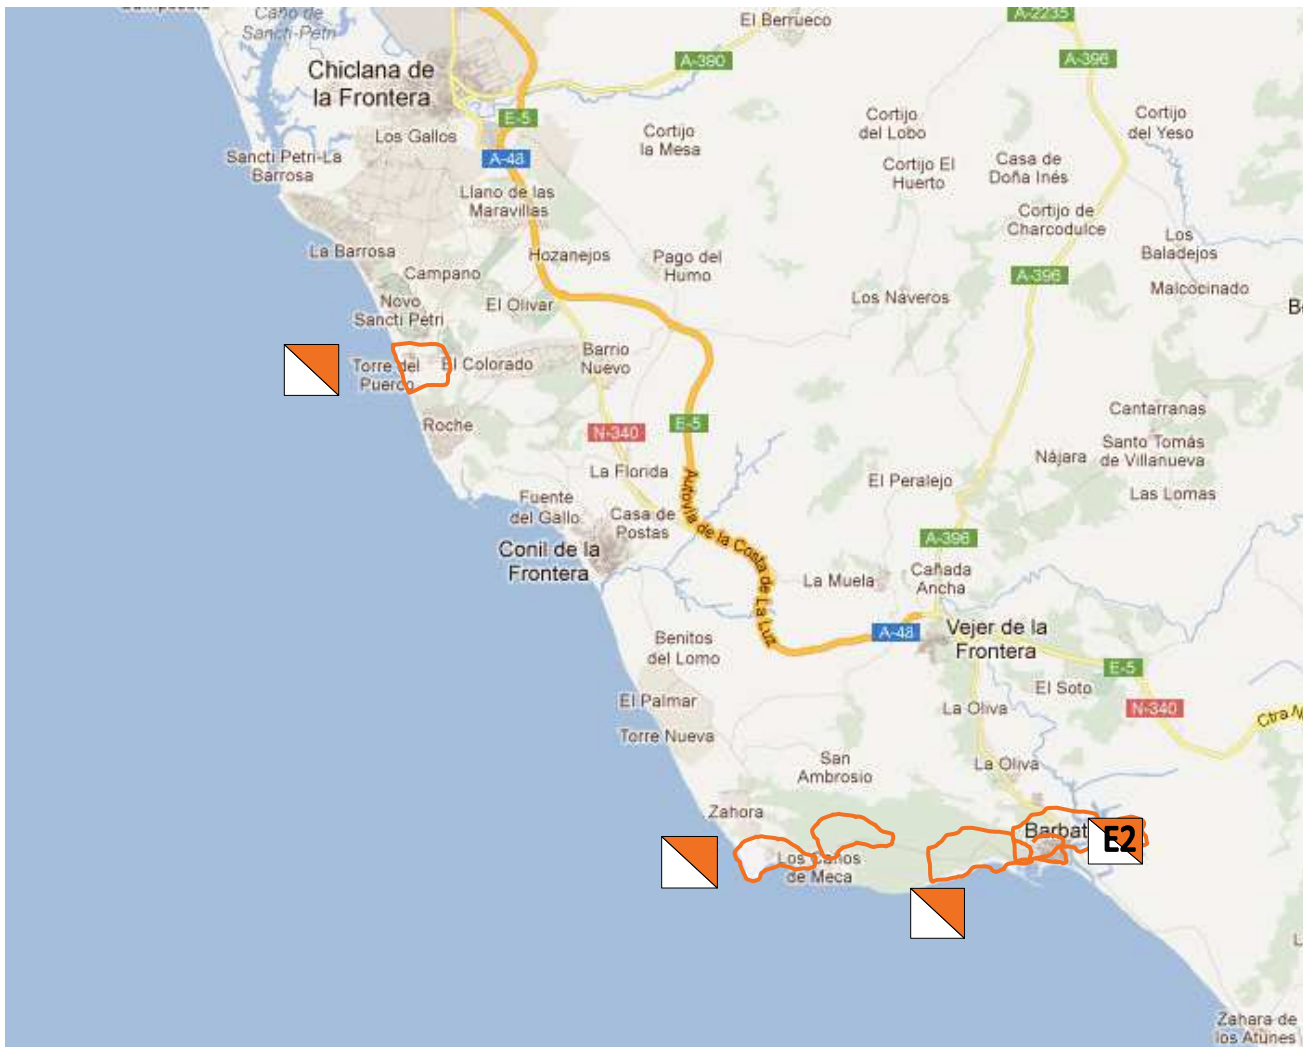 Caño de
Sancti-Petri
El Berrueco
A-2235
A-390
A-396
Chiclana de
la Frontera
E-5
Los Gallos
A-48
Cortijo
la Mesa
Cortijo
del Lobo
Cortijo
del Yeso
Sancti Petri-La
Barrosa
Cortijo El
Huerto
Casa de
Doña Inés
Llano de las
Maravillas
Cortijo de
Charcodulce
La Barrosa
Hozanejos
Pago del
Humo
Los
Baladejos
Campano
A-396
Malcocinado
Novo
Sancti Petri
El Olivar
Los Naveros
B
Torre del
Puerco
El Colorado
Barrio
Nuevo
Roche
N-340
E-5
Cantarranas
Santo Tomás
de Villanueva
Nájara
La Florida
El Peralejo
Las Lomas
Fuente
del Gallo
Casa de
Postas
Autovía de la Costa de La Luz
Conil de la
Frontera
A-396
La Muela
Cañada
Ancha
A-48
Vejer de la
Frontera
Benitos
del Lomo
E-5
El Soto
El Palmar
La Oliva
N-340
Ctra N
Torre Nueva
San
Ambrosio
La Oliva
Zahora
Barbat
E2
Los Caños
de Meca
L
Zahara de
los Atunes